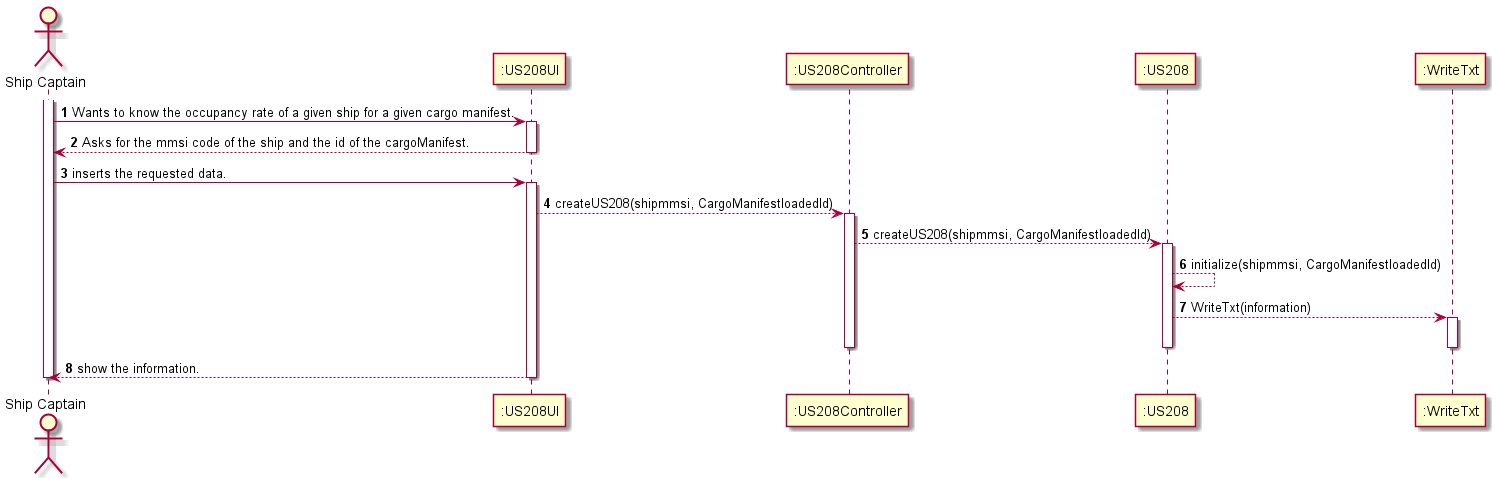 Ship Captain
:US208UI
:US208Controller
:US208
:WriteTxt
1 Wants to know the occupancy rate of a given ship for a given cargo manifest.
2 Asks for the mmsi code of the ship and the id of the cargoManifest.
3 inserts the requested data.
4 createUS208(shipmmsi, CargoManifestloadedId)
5 createUS208(shipmmsi, CargoManifestloadedId)
6 initialize(shipmmsi, CargoManifestloadedId)
7 WriteTxt(information)
8 show the information.
Ship Captain
:US208UI
:US208Controller
:US208
:WriteTxt